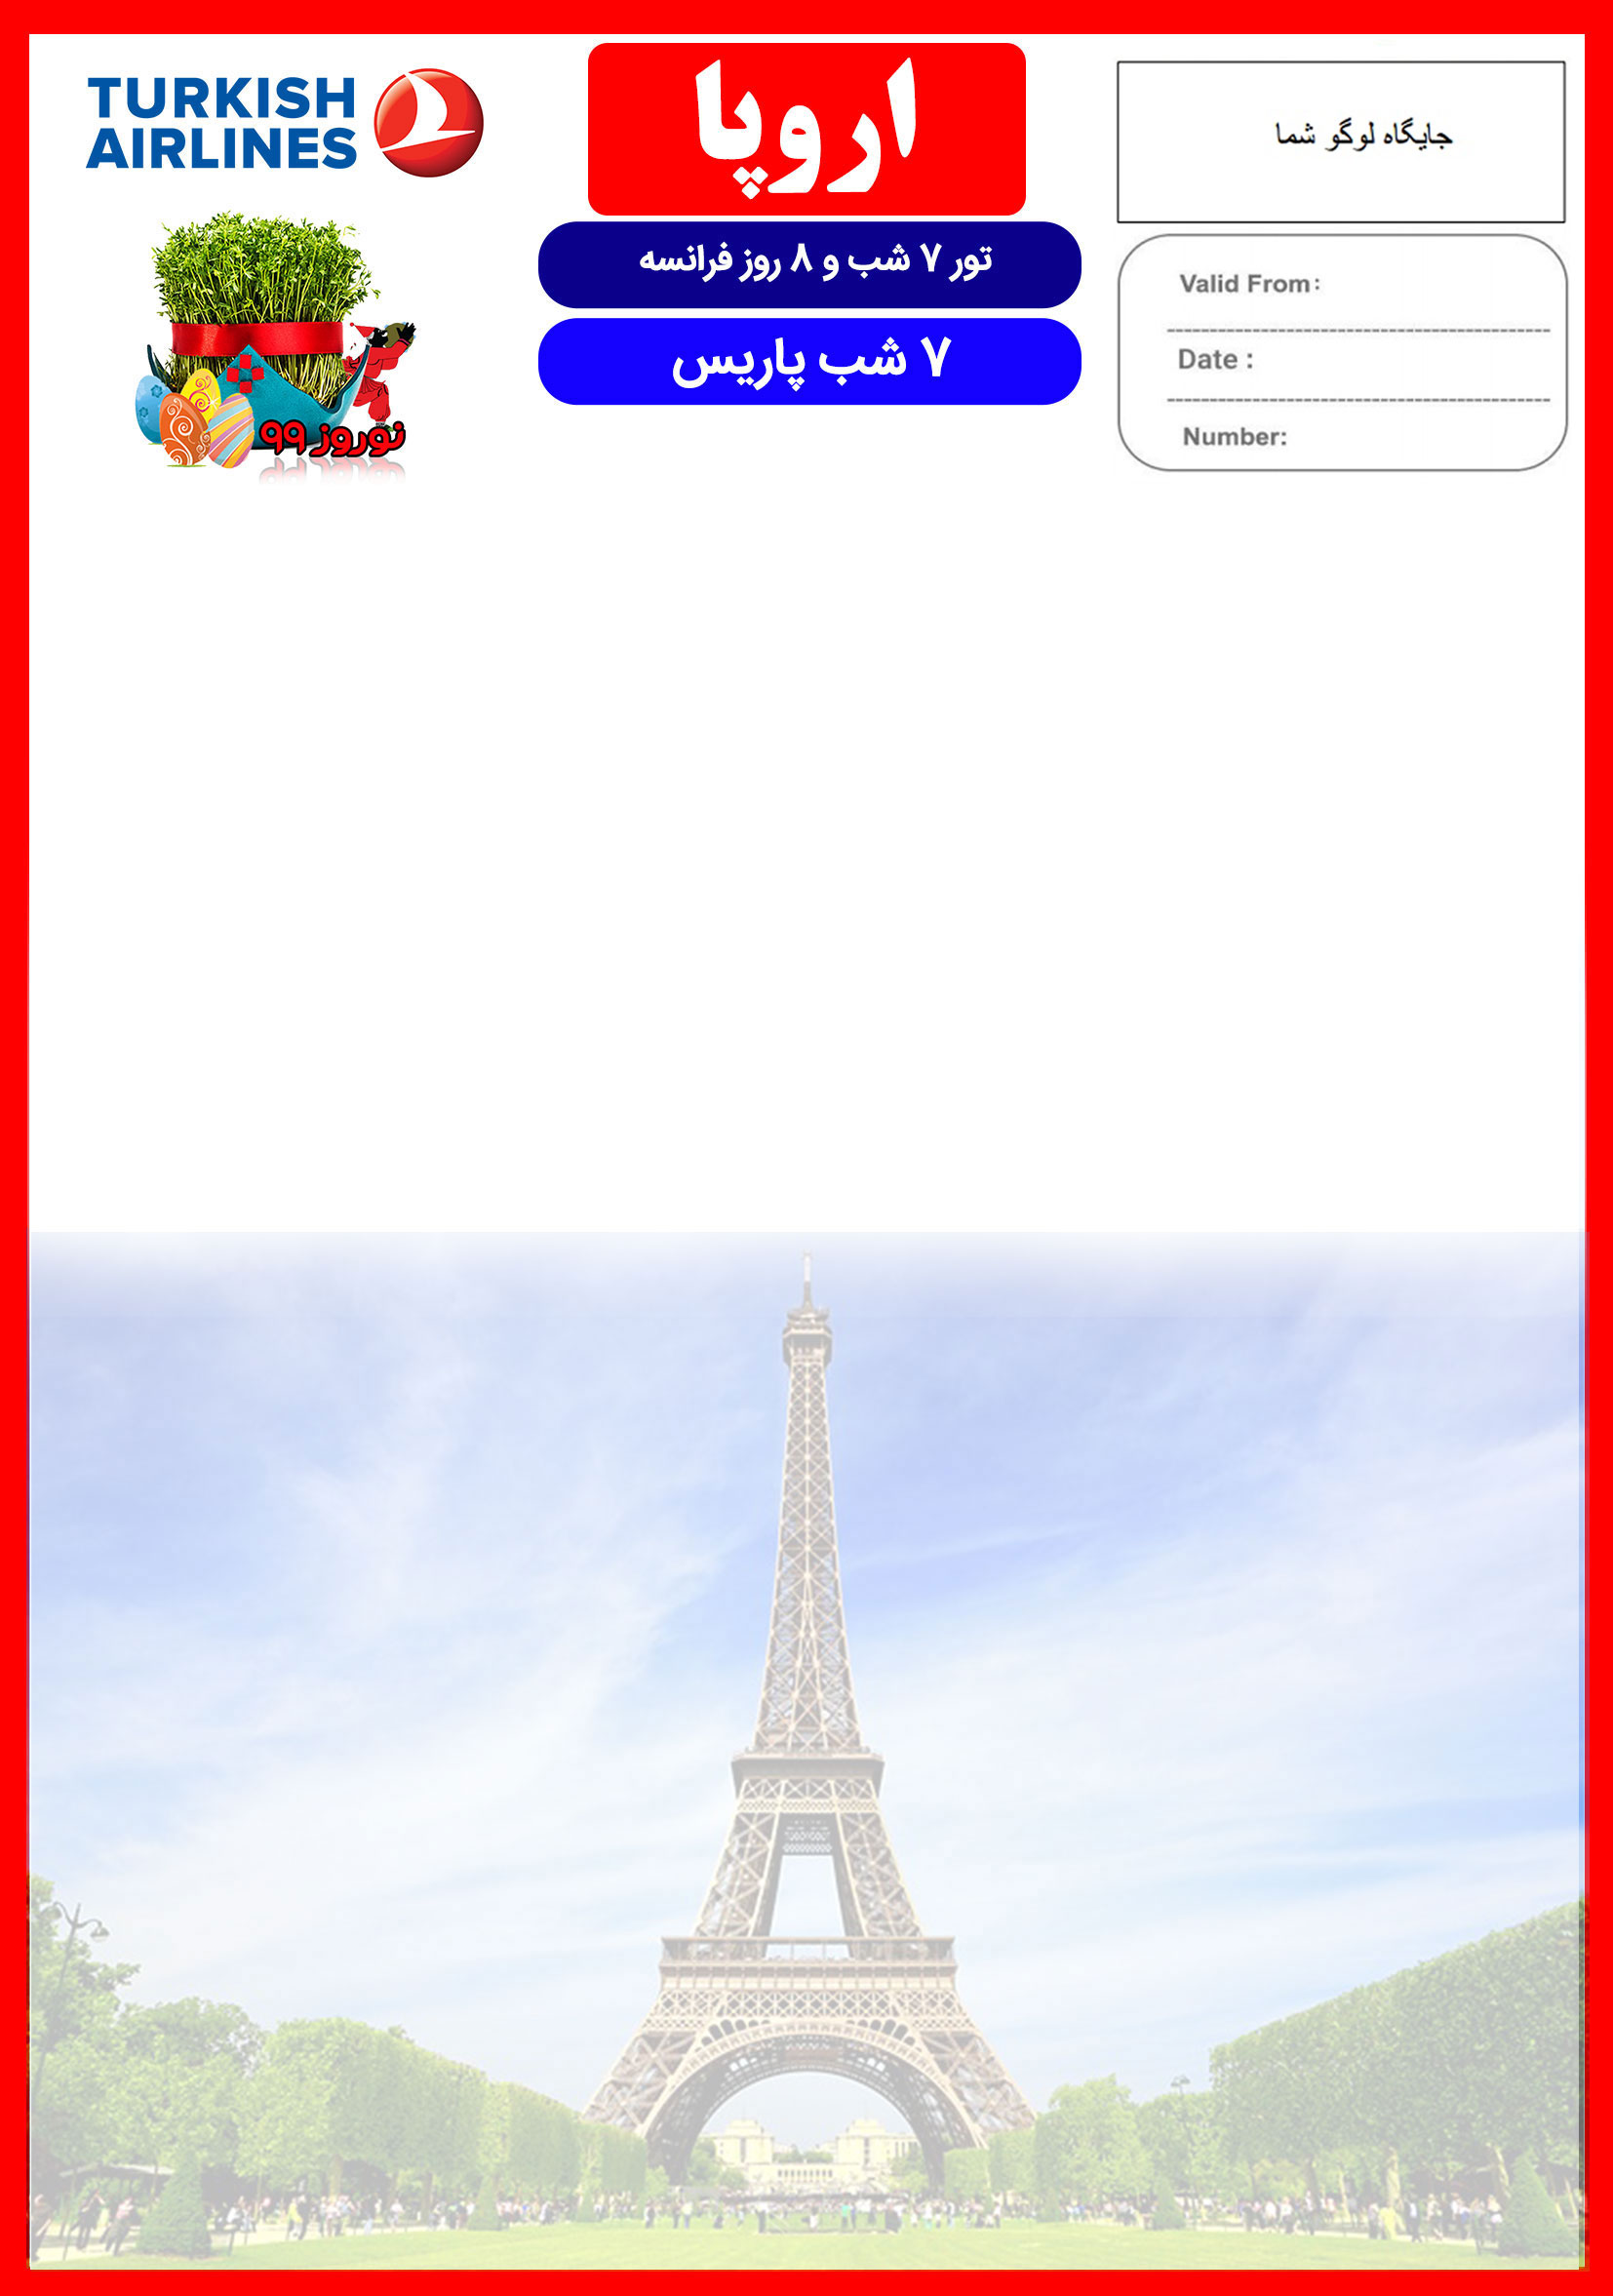 TURKISH
AIRLINES
اروپا
جایگاه لوگو شما
تور ۷ شب و ۸ روز فرانسه
۷ شب پاریس
Valid From:
Date :
Number:
نوروز ۹۹